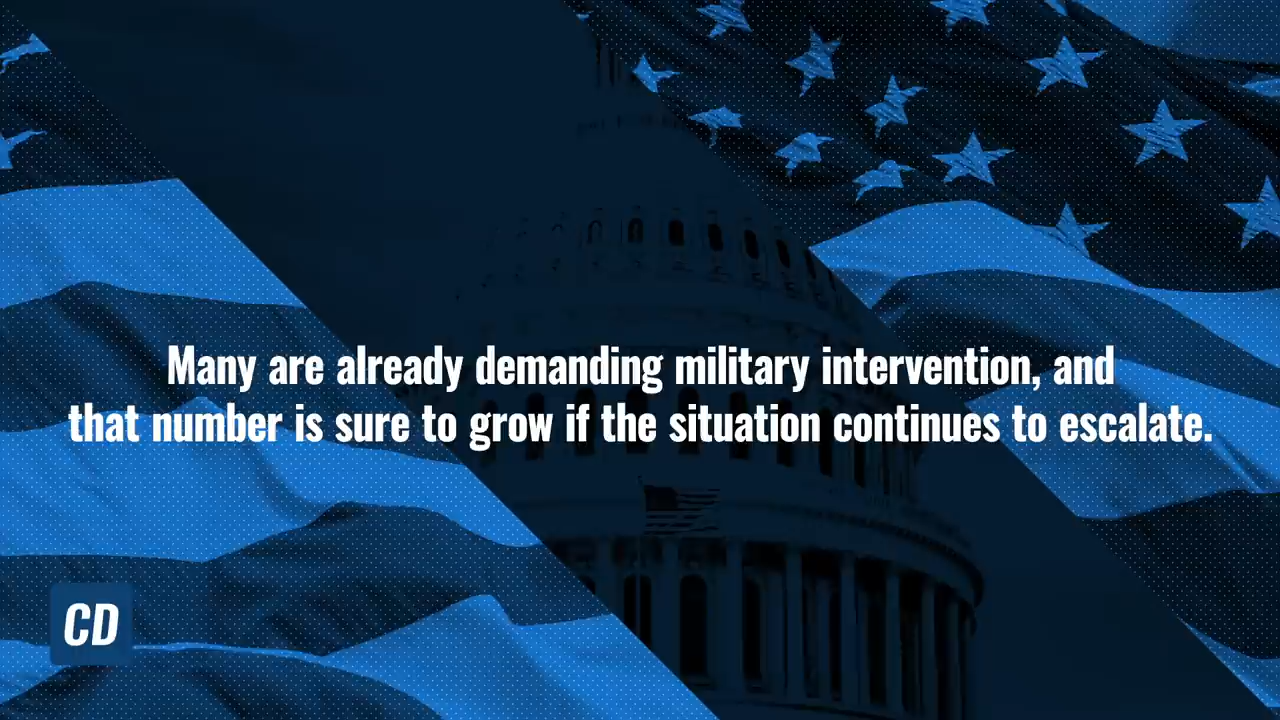 Many are already demanding military intervention, and
that number is sure to grow if the situation continues to escalate.
CD